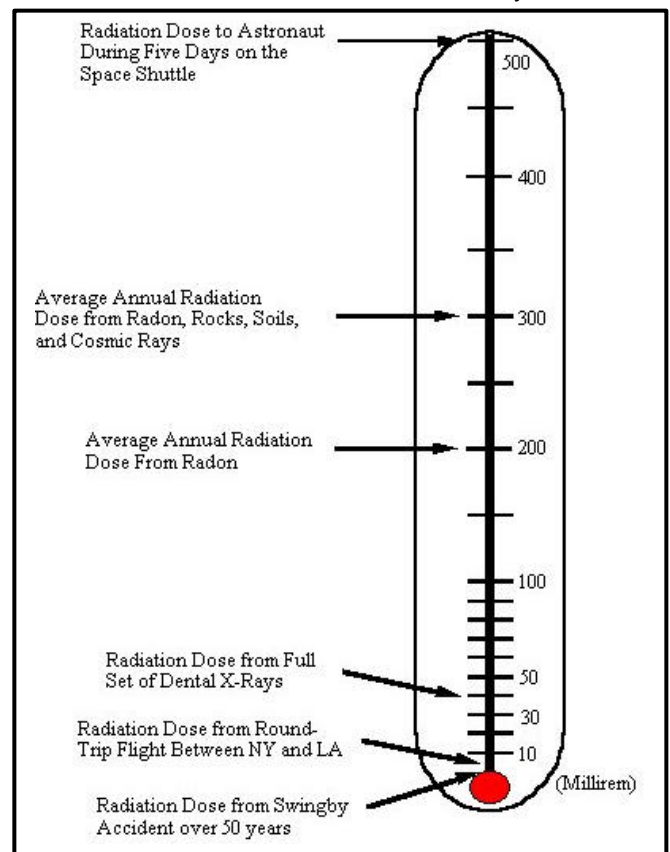 Radiation Dose to Astronaut
During Five Days on the
Space Shuttle
500
400
Average Annual Radiation
Dose from Radon, Rocks, Soils,
and Cosmic Rays
300
Average Annual Radiation
Dose From Radon
200
100
Radiation Dose from Full
Set of Dental X-Rays
50
30
Radiation Dose from Round-
Trip Flight Between NY and LA
10
(Millirem)
Radiation Dose from Swingby
Accident over 50 years